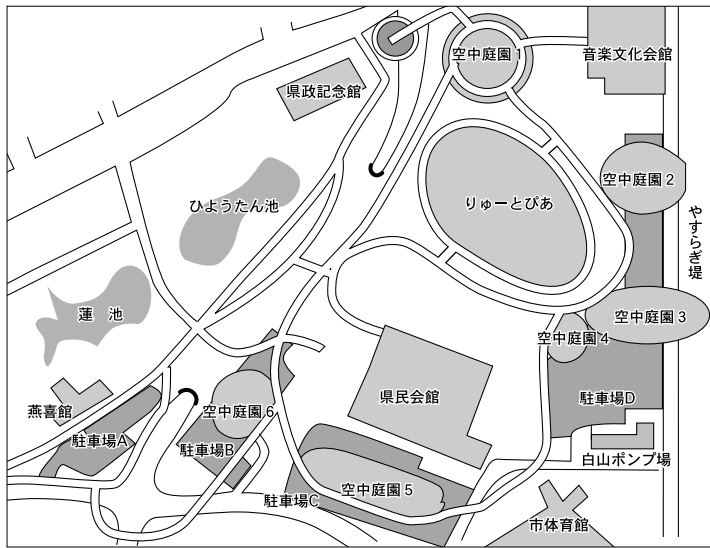 空中庭園1
音楽文化会館
県政記念館
空中庭園2
ひようたん池
りゅーとぴあ
やすらぎ堤
蓮 池
空中庭園3
空中庭園4
県民会館
駐車場D
燕喜館
空中庭園6
駐車場A
駐車場B
白山ポンプ場
駐車場C
空中庭園5
市体育館